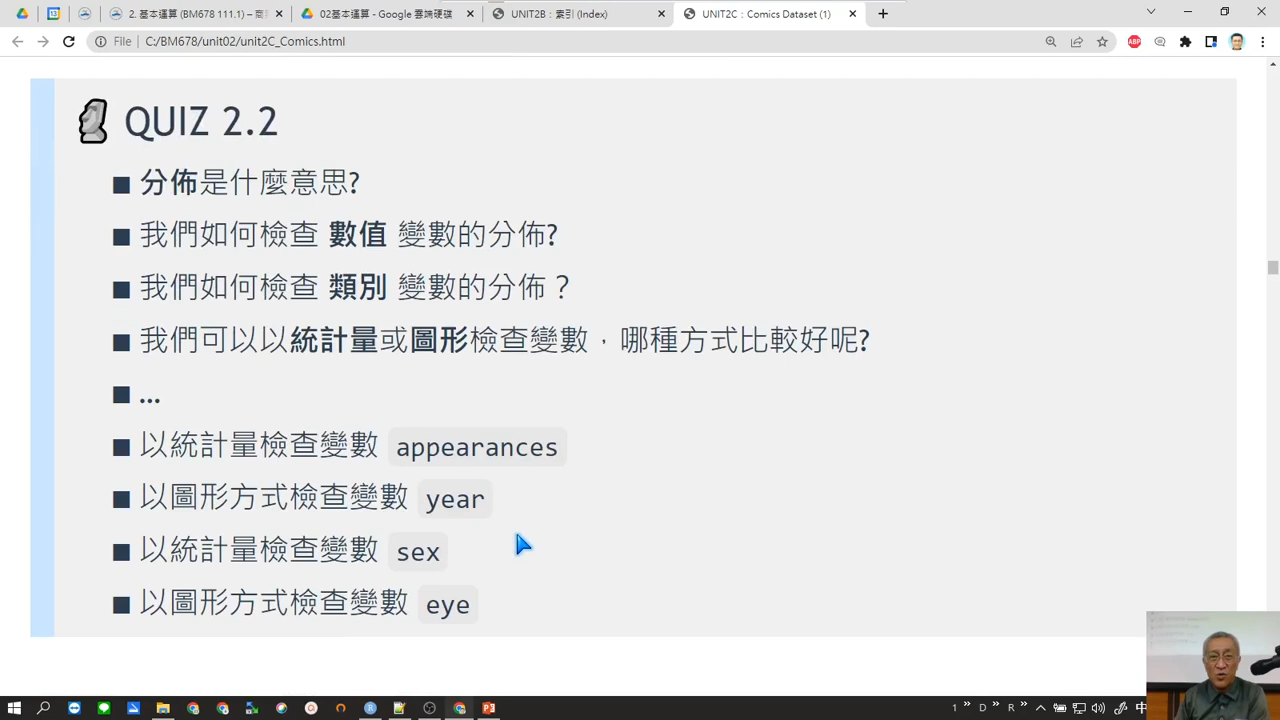 2. 基本運算 (BM678 111.1) – 商
02基本運算 - Google 雲端硬碟
UNIT2B：索引 (Index)
UNIT2C：Comics Dataset (1)
File
C:/BM678/unit02/unit2C_Comics.html
ABP
QUIZ 2.2
分佈是什麼意思?
我們如何檢查 數值 變數的分佈?
我們如何檢查 類別 變數的分佈？
我們可以以統計量或圖形檢查變數，哪種方式比較好呢?
...
以統計量檢查變數 appearances
以圖形方式檢查變數 year
以統計量檢查變數 sex
以圖形方式檢查變數 eye
1 » D » R » 中